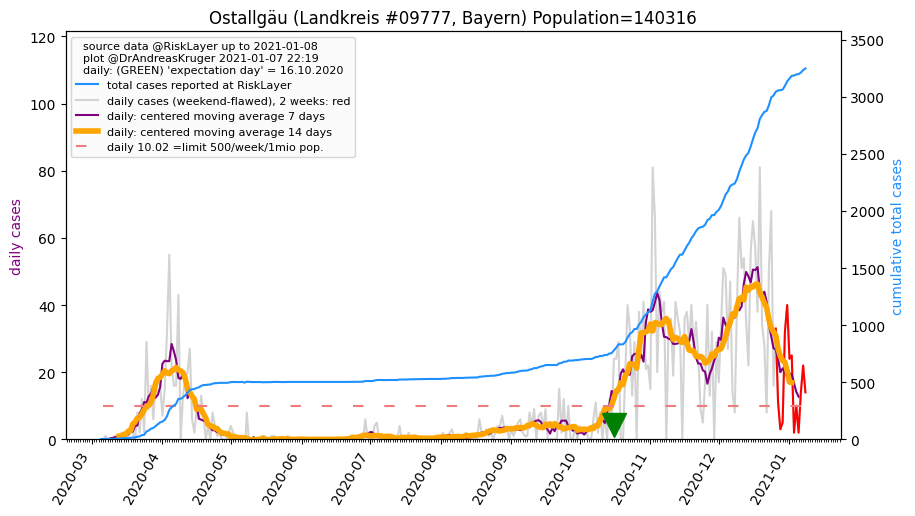 Ostallgäu (Landkreis #09777, Bayern) Population=140316
source data @RiskLayer up to 2021-01-08
plot @DrAndreasKruger 2021-01-07 22:19
daily: (GREEN) 'expectation day' = 16.10.2020
total cases reported at RiskLayer
daily cases (weekend-flawed), 2 weeks: red
daily: centered moving average 7 days
daily: centered moving average 14 days
daily 10.02 =limit 500/week/1mio pop.
daily cases
120
100
80
60
40
20
0
cumulative total cases
3500
3000
2500
2000
1500
1000
500
0
2020-03
2020-04
2020-05
2020-06
2020-07
2020-08
2020-09
2020-10
2020-11
2020-12
2021-01